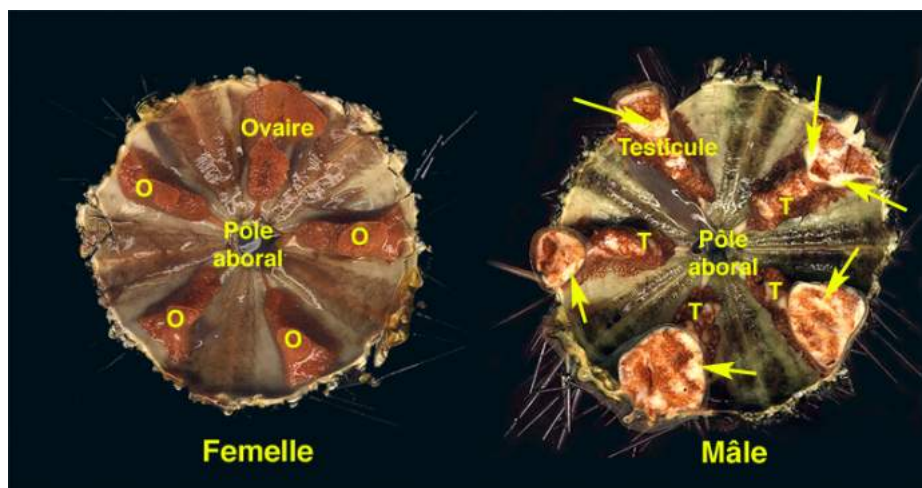 Ovaire
O
O
Pôle
aboral
O
O
Femelle
Testicule
T
T
Pôle
aboral
T
T
Mâle